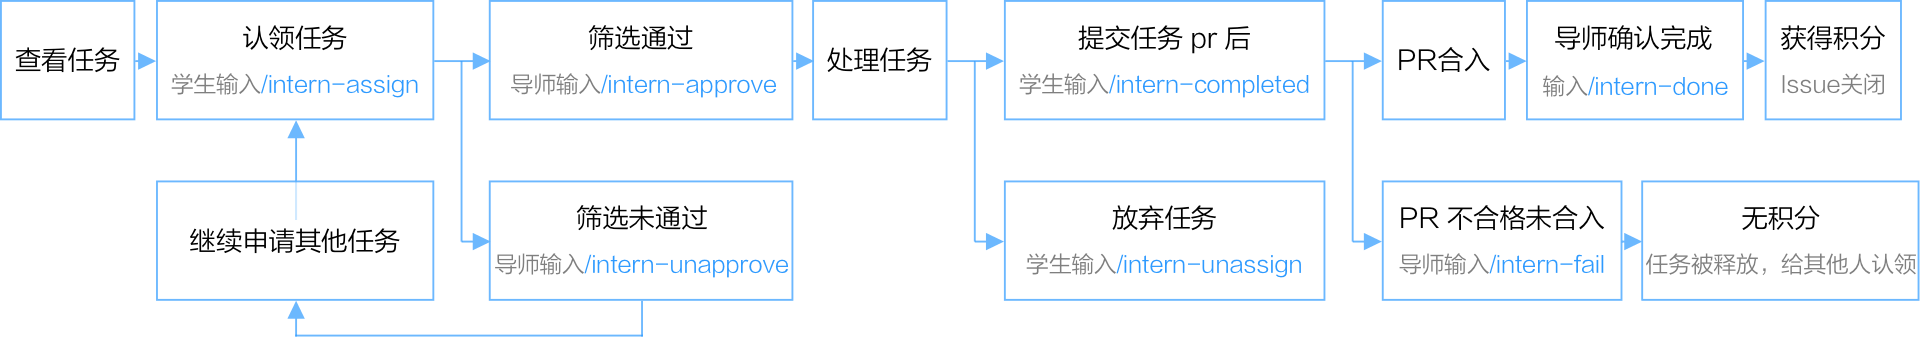 查看任务
认领任务
学生输入/intern-assign
筛选通过
导师输入/intern-approve
处理任务
提交任务 pr 后
学生输入/intern-completed
PR合入
导师确认完成
输入/intern-done
获得积分
Issue关闭
继续申请其他任务
筛选未通过
导师输入/intern-unapprove
放弃任务
学生输入/intern-unassign
PR 不合格未合入
导师输入/intern-fail
无积分
任务被释放，给其他人认领